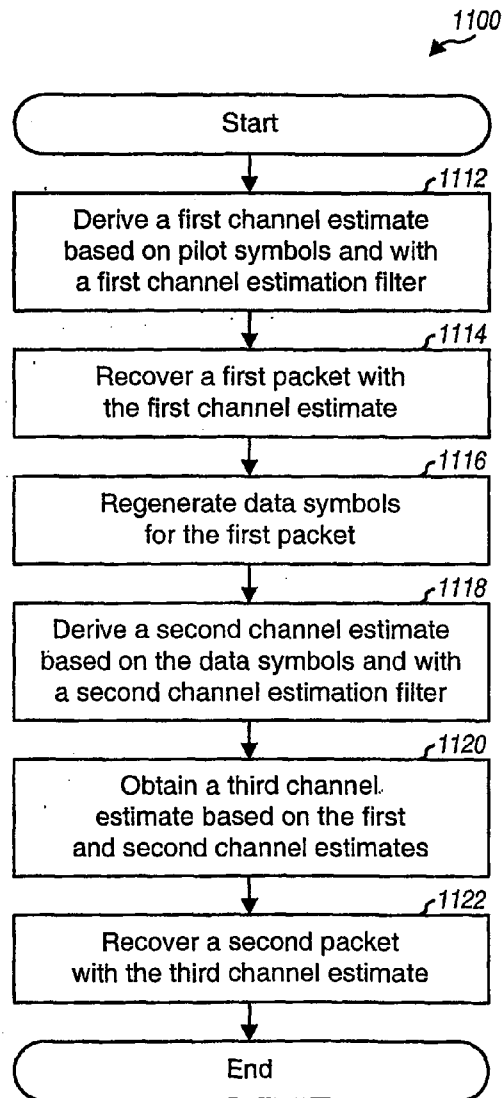 1100
Start
1112
Derive a first channel estimate
based on pilot symbols and with
a first channel estimation filter
1114
Recover a first packet with
the first channel estimate
1116
Regenerate data symbols
for the first packet
1118
Derive a second channel estimate
based on the data symbols and with
a second channel estimation filter
1120
Obtain a third channel
estimate based on the first
and second channel estimates
1122
Recover a second packet
with the third channel estimate
End